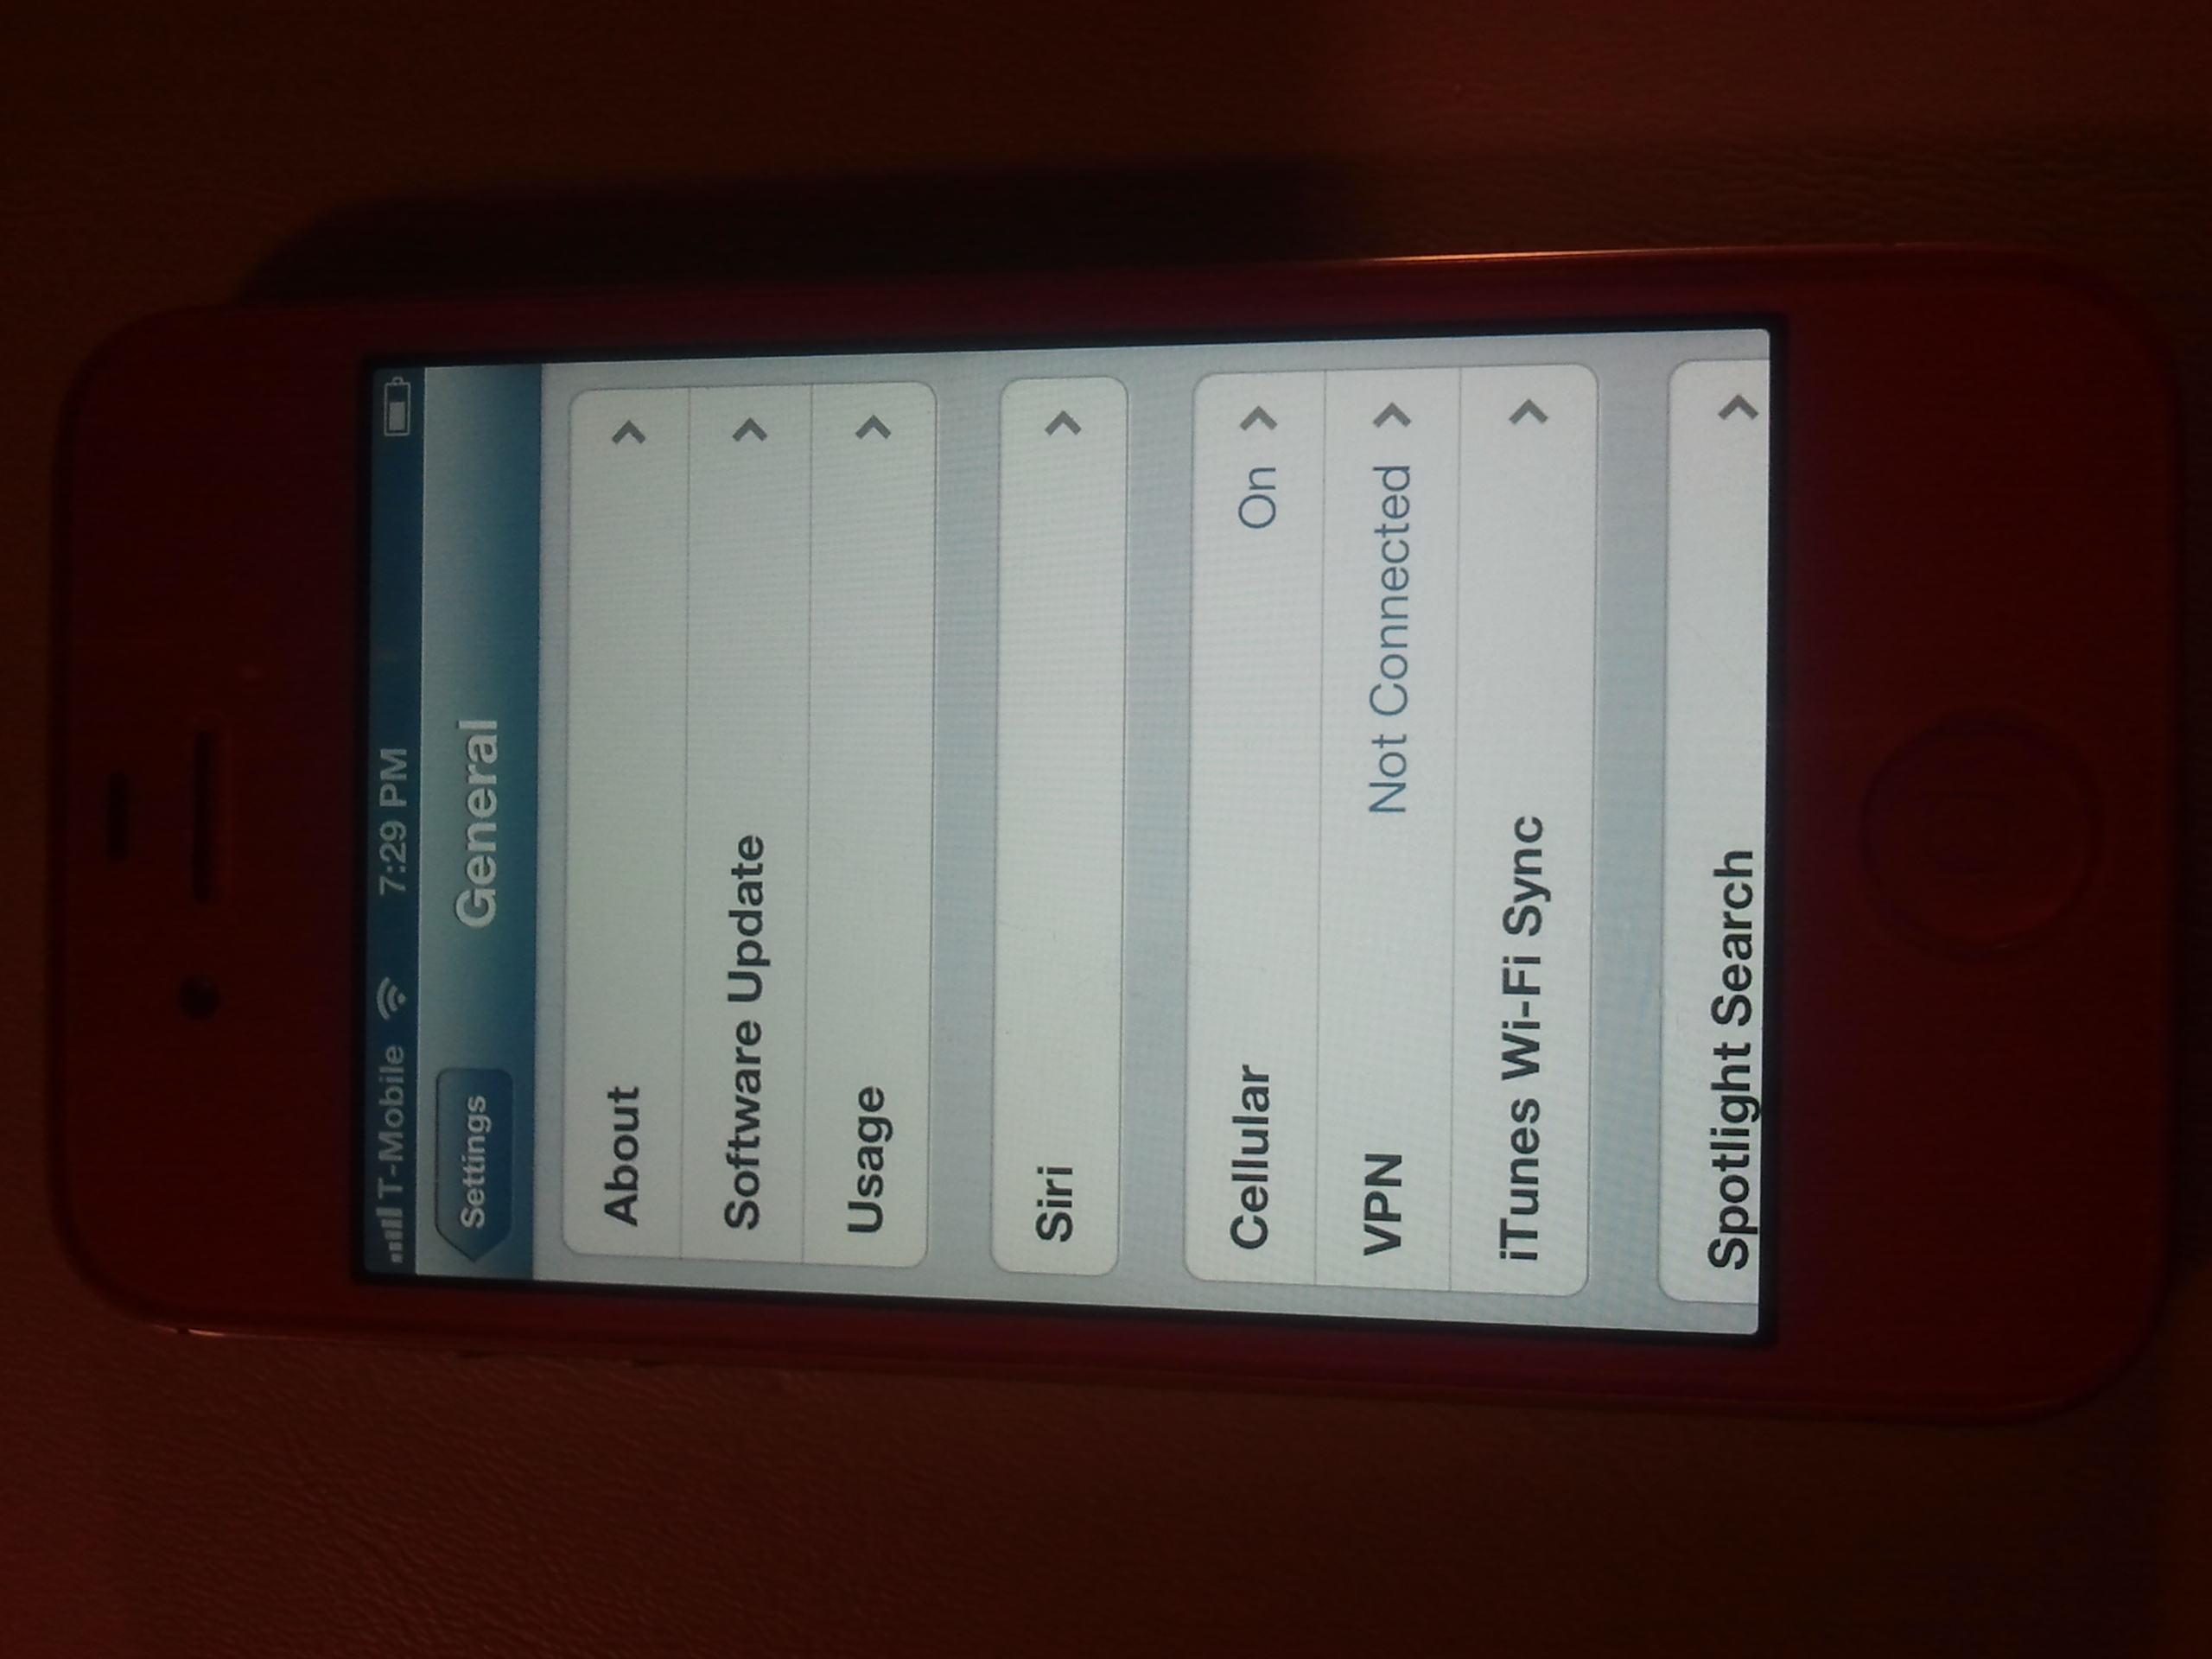 T-Mobile 7:29 PM
Settings General
About
Software Update
Usage
Siri
Cellular On
VPN Not Connected
iTunes Wi-Fi Sync
Spotlight Search